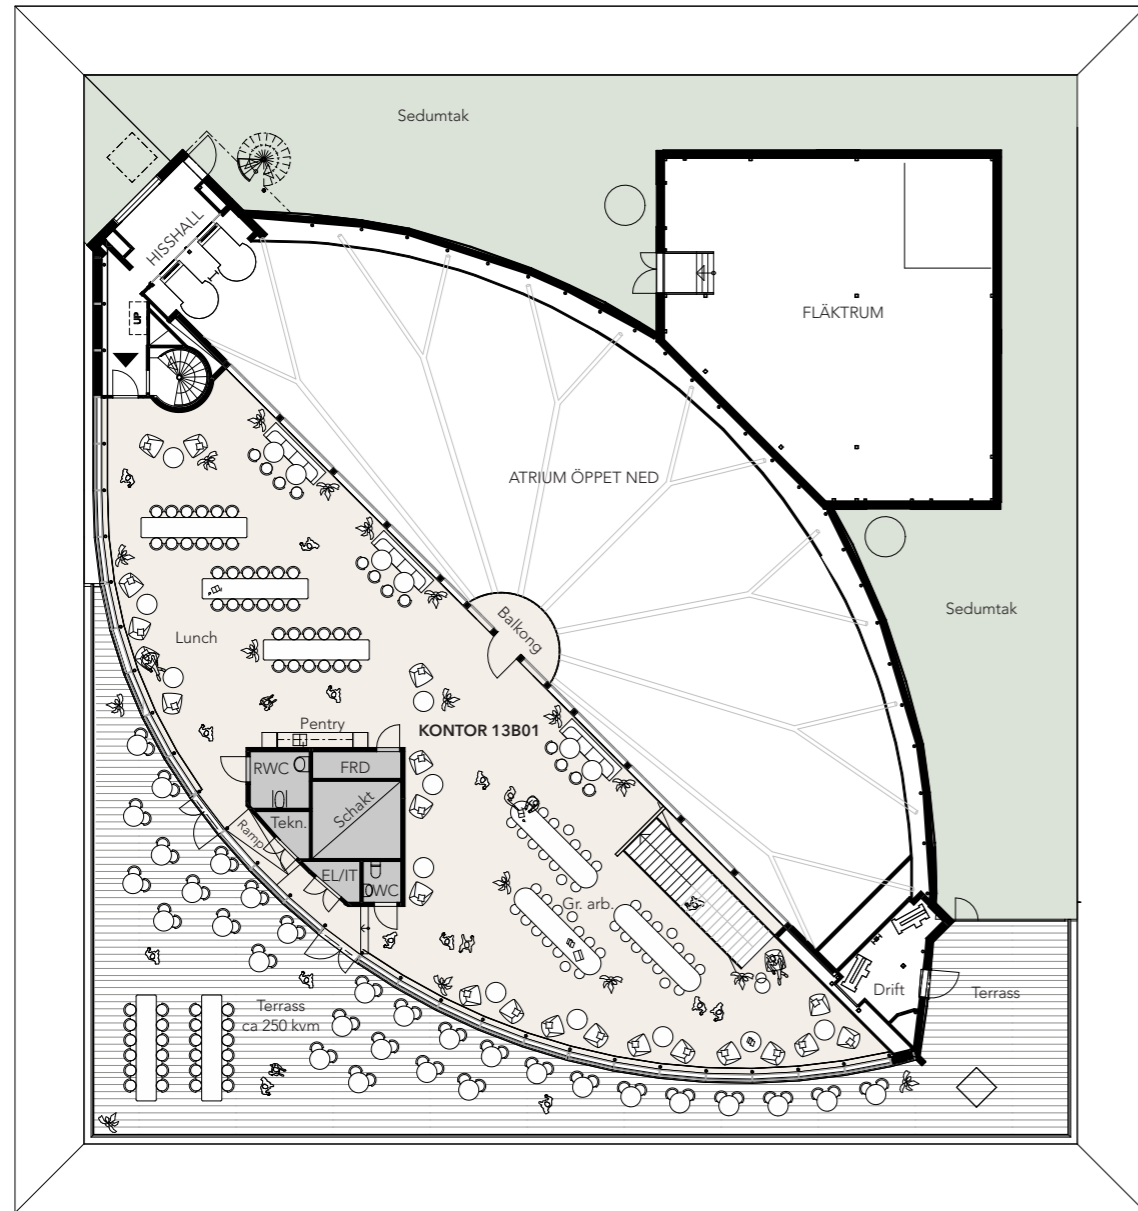 Sedumtak
HISSHALL
UP
FLÄKTRUM
ATRIUM ÖPPET NED
Balkong
Sedumtak
Lunch
Pentry
KONTOR 13B01
RWC
FRD
Schakt
Tekn.
Ramp
EL/IT
WC
Gr. arb.
Drift
Terrass
Terrass
ca 250 kvm